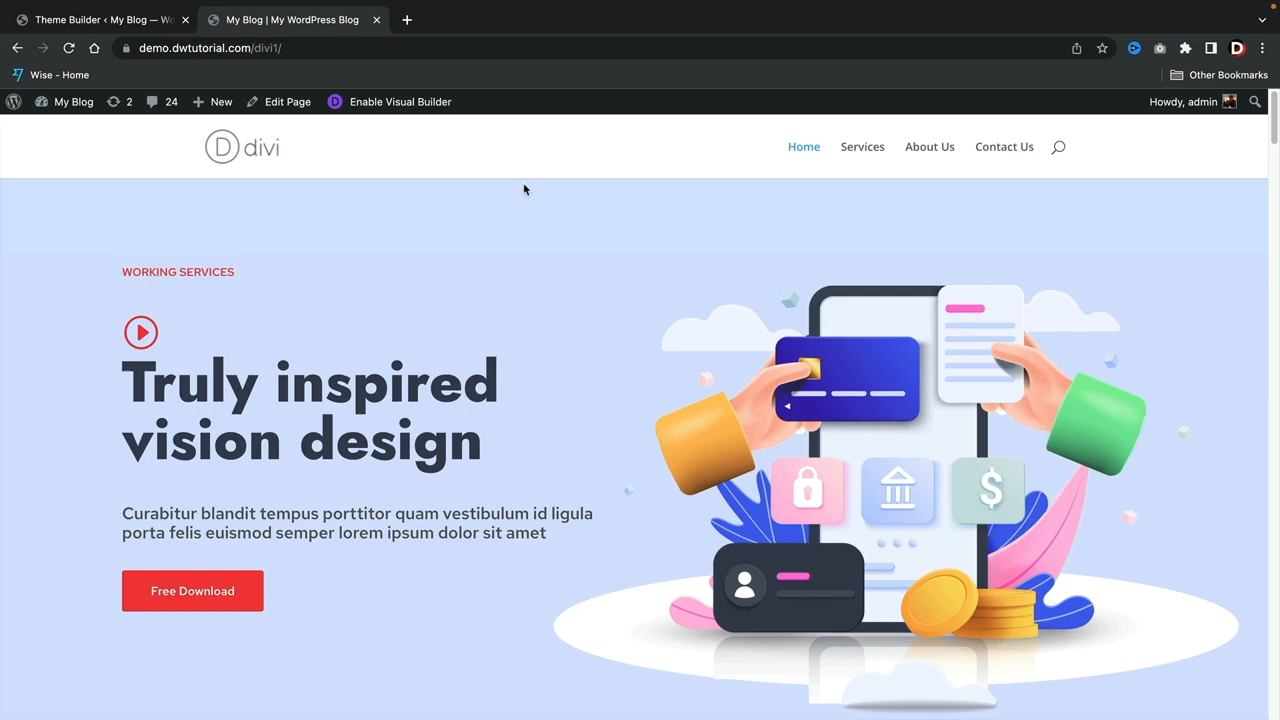 Theme Builder ‹ My Blog — Wo
My Blog | My WordPress Blog
demo.dwtutorial.com/divi1/
Wise - Home
Other Bookmarks
My Blog
2
24
New
Edit Page
D
Enable Visual Builder
Howdy, admin
D divi
Home
Services
About Us
Contact Us
WORKING SERVICES
Truly inspired
vision design
Curabitur blandit tempus porttitor quam vestibulum id ligula
porta felis euismod semper lorem ipsum dolor sit amet
Free Download
$